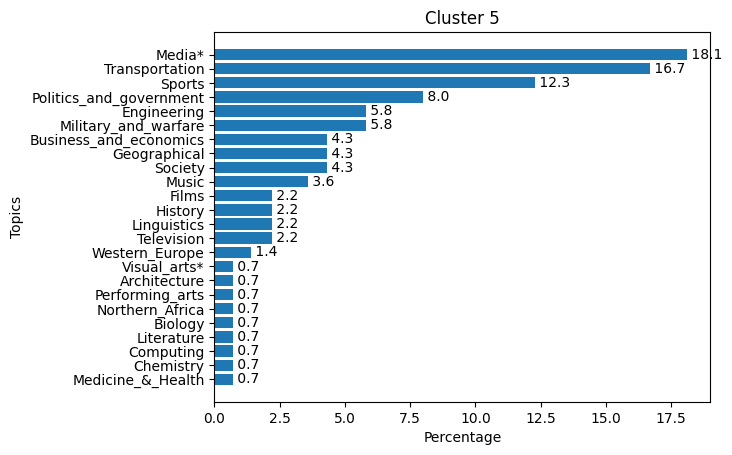 Cluster 5
Topics
Media* 18.1
Transportation 16.7
Sports 12.3
Politics_and_government 8.0
Engineering 5.8
Military_and_warfare 5.8
Business_and_economics 4.3
Geographical 4.3
Society 4.3
Music 3.6
Films 2.2
History 2.2
Linguistics 2.2
Television 2.2
Western_Europe 1.4
Visual_arts* 0.7
Architecture 0.7
Performing_arts 0.7
Northern_Africa 0.7
Biology 0.7
Literature 0.7
Computing 0.7
Chemistry 0.7
Medicine_&_Health 0.7
0.0 2.5 5.0 7.5 10.0 12.5 15.0 17.5
Percentage